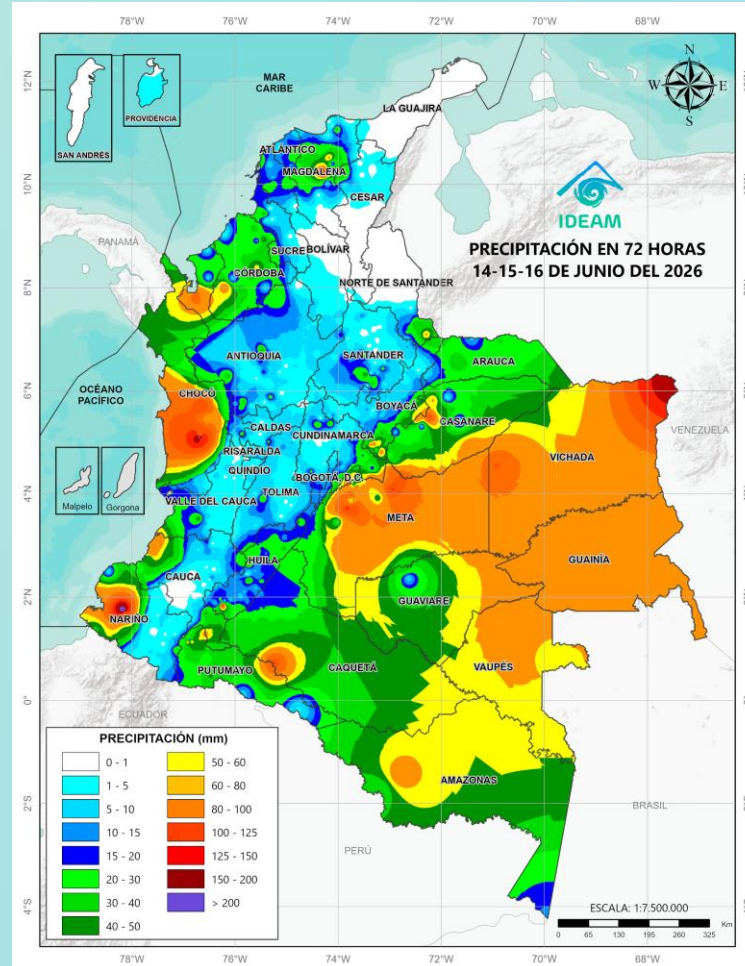 78°W 76°W 74°W 72°W 70°W 68°W
12°N
10°N
8°N
6°N
4°N
2°N
0°
2°S
4°S
N
W E
S
MAR
CARIBE
SAN ANDRÉS
PROVIDENCIA
IDEAM
PRECIPITACIÓN EN 72 HORAS
14-15-16 DE JUNIO DEL 2026
LA GUAJIRA
ATLÁNTICO
MAGDALENA
CESAR
PANAMÁ
SUCRE
BOLÍVAR
CÓRDOBA
NORTE DE SANTANDER
ANTIOQUIA
SANTANDER
ARAUCA
OCÉANO
PACÍFICO
CHOCÓ
BOYACÁ
CASANARE
VENEZUELA
CALDAS
CUNDINAMARCA
RISARALDA
VICHADA
QUINDÍO
BOGOTÁ, D.C.
Malpelo
Gorgona
VALLE DEL CAUCA
TOLIMA
META
GUAINÍA
HUILA
CAUCA
GUAVIARE
NARIÑO
PUTUMAYO
CAQUETÁ
VAUPÉS
ECUADOR
AMAZONAS
BRASIL
PERÚ
PRECIPITACIÓN (mm)
0 - 1
1 - 5
5 - 10
10 - 15
15 - 20
20 - 30
30 - 40
40 - 50
50 - 60
60 - 80
80 - 100
100 - 125
125 - 150
150 - 200
> 200
ESCALA: 1:7.500.000
0 65 130 195 260 325 Km
78°W 76°W 74°W 72°W 70°W 68°W